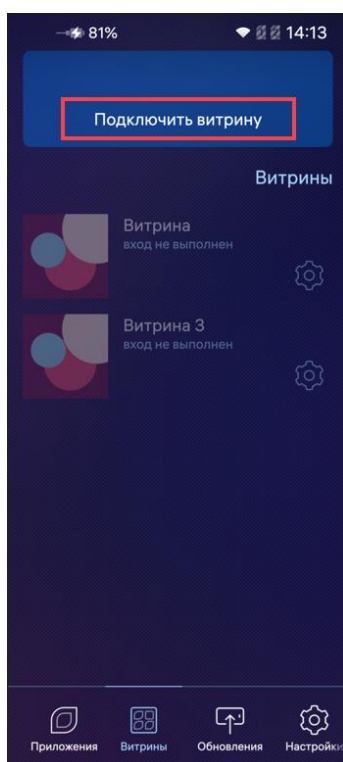 81% 14:13
Подключить витрину
Витрины
Витрина
вход не выполнен
Витрина 3
вход не выполнен
Приложения Витрины Обновления Настройки